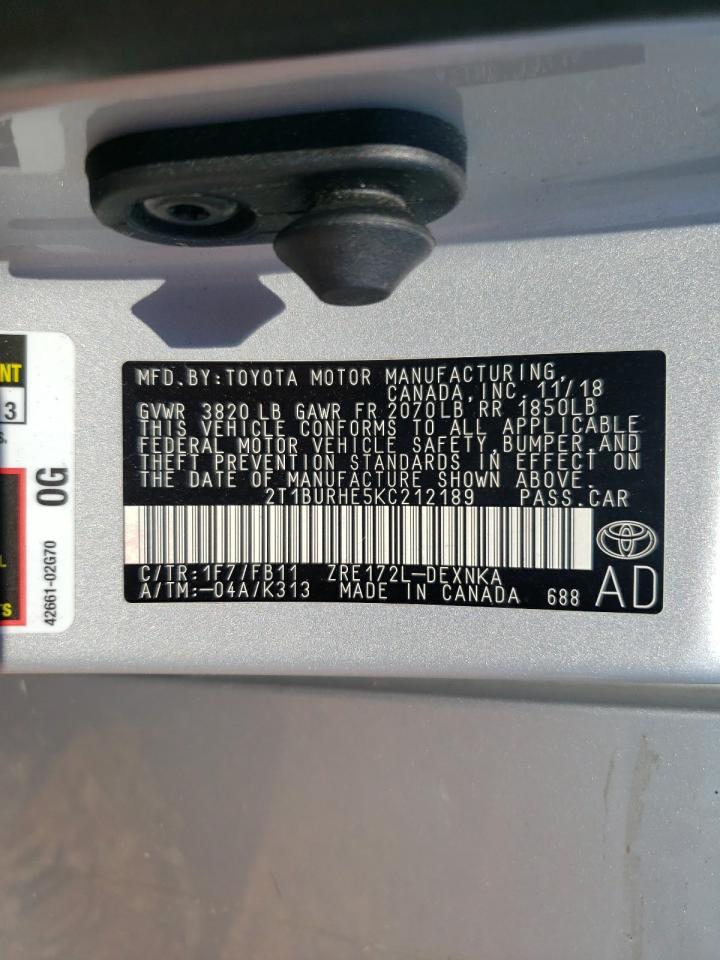 MFD.BY:TOYOTA MOTOR MANUFACTURING,
CANADA,INC. 11/18
GVWR 3820 LB GAWR FR 2070LB RR 1850LB
THIS VEHICLE CONFORMS TO ALL APPLICABLE
FEDERAL MOTOR VEHICLE SAFETY,BUMPER,AND
THEFT PREVENTION STANDARDS IN EFFECT ON
THE DATE OF MANUFACTURE SHOWN ABOVE.
2T1BURHE5KC212189 PASS.CAR
C/TR:1F7/FB11 ZRE172L-DEXNKA
A/TM:-04A/K313 MADE IN CANADA 688
AD
NT
3
S.
L
TS
0G
42661-02G70